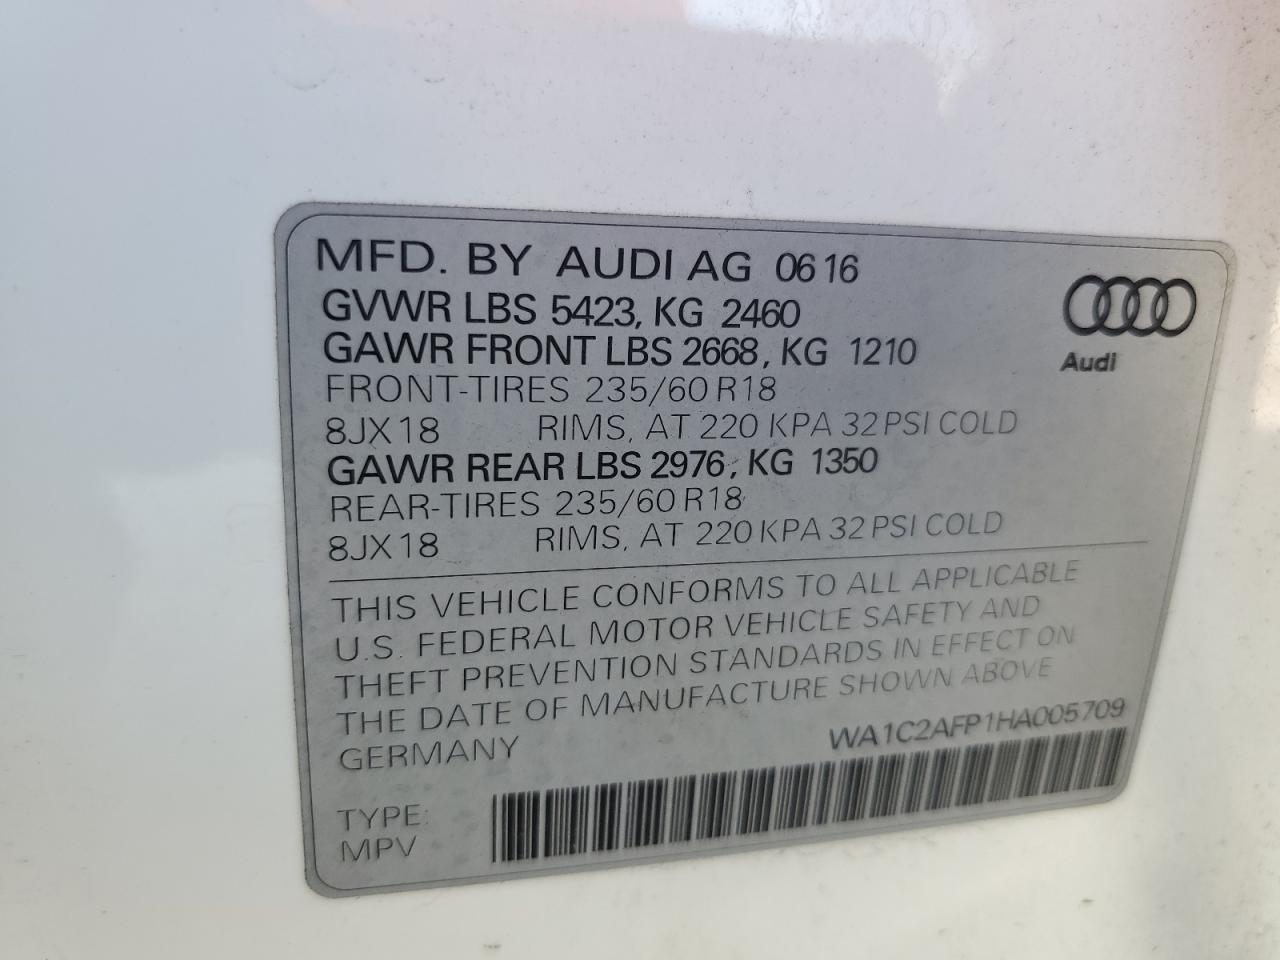 MFD. BY AUDI AG 06 16
GVWR LBS 5423, KG 2460
GAWR FRONT LBS 2668, KG 1210
Audi
FRONT-TIRES 235/60 R18
8JX18 RIMS, AT 220 KPA 32 PSI COLD
GAWR REAR LBS 2976, KG 1350
REAR-TIRES 235/60 R18
8JX18 RIMS, AT 220 KPA 32 PSI COLD
THIS VEHICLE CONFORMS TO ALL APPLICABLE
U.S. FEDERAL MOTOR VEHICLE SAFETY AND
THEFT PREVENTION STANDARDS IN EFFECT ON
THE DATE OF MANUFACTURE SHOWN ABOVE
GERMANY WA1C2AFP1HA005709
TYPE:
MPV